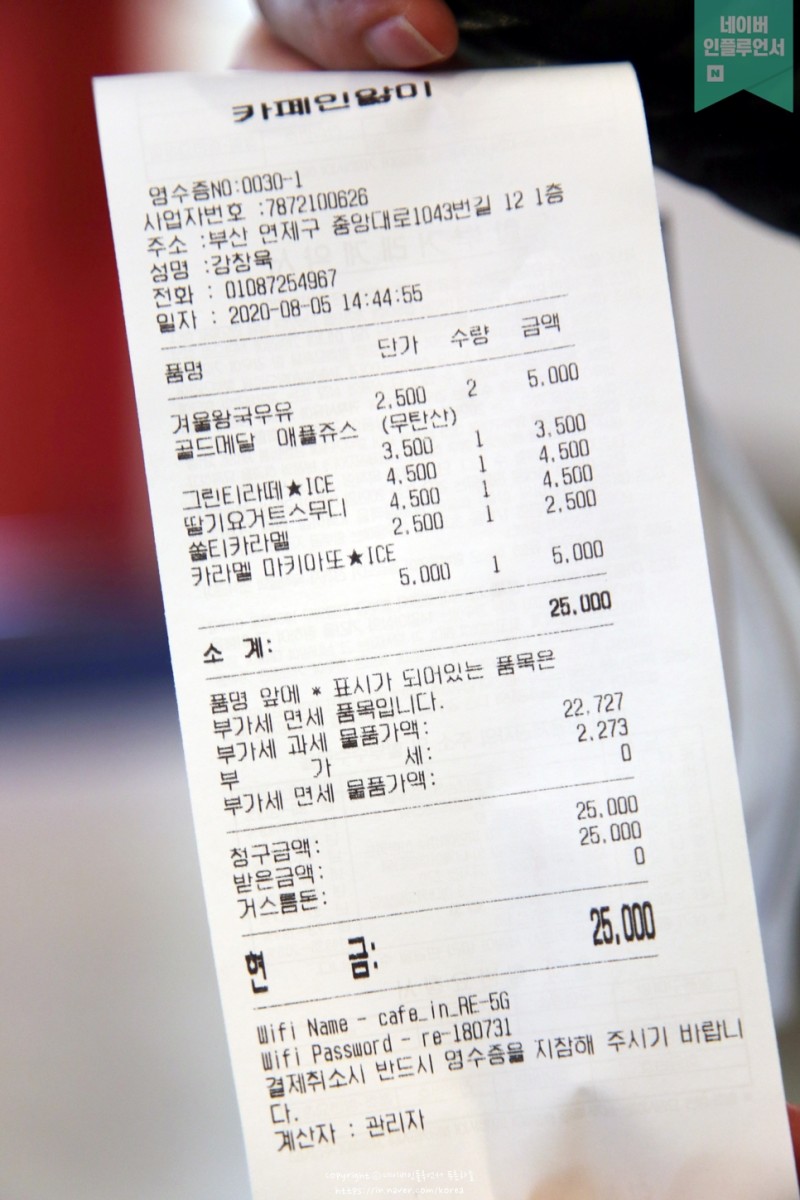 네이버
인플루언서
N
카페인알미
영수증NO:0030-1
사업자번호 :7872100626
주소 :부산 연제구 중앙대로1043번길 12 1층
성명 :강창욱
전화 : 01087254967
일자 : 2020-08-05 14:44:55
품명 단가 수량 금액
겨울왕국우유 2,500 2 5,000
골드메달 애플쥬스 (무탄산)
3,500 1 3,500
그린티라떼★ICE 4,500 1 4,500
딸기요거트스무디 4,500 1 4,500
쏠티카라멜 2,500 1 2,500
카라멜 마키아또★ICE
5,000 1 5,000
소 계: 25,000
품명 앞에 * 표시가 되어있는 품목은
부가세 면세 품목입니다.
부가세 과세 물품가액: 22,727
부 가 세: 2,273
부가세 면세 물품가액: 0
청구금액: 25,000
받은금액: 25,000
거스름돈: 0
현 금: 25,000
Wifi Name - cafe_in_RE-5G
Wifi Password - re-180731
결제취소시 반드시 영수증을 지참해 주시기 바랍니
다.
계산자 : 관리자